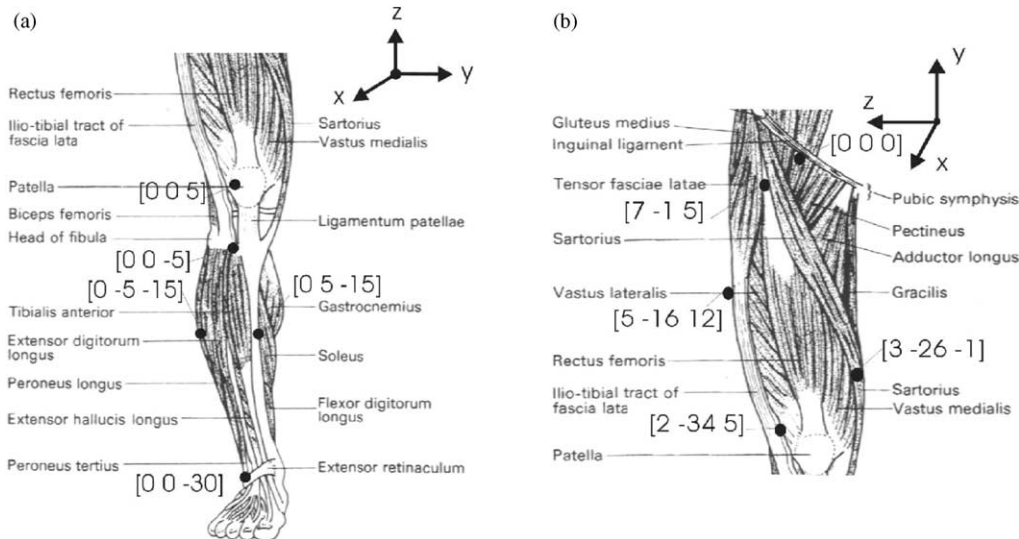 (a)
z
y
x
Rectus femoris
Ilio-tibial tract of
fascia lata
Sartorius
Vastus medialis
Patella
[0 0 5]
Biceps femoris
Ligamentum patellae
Head of fibula
[0 0 -5]
[0 -5 -15]
[0 5 -15]
Tibialis anterior
Gastrocnemius
Extensor digitorum
longus
Soleus
Peroneus longus
Extensor hallucis longus
Flexor digitorum
longus
Peroneus tertius
Extensor retinaculum
[0 0 -30]
(b)
y
z
x
Gluteus medius
Inguinal ligament
[0 0 0]
Tensor fasciae latae
[7 -1 5]
Pubic symphysis
Pectineus
Sartorius
Adductor longus
Vastus lateralis
Gracilis
[5 -16 12]
Rectus femoris
[3 -26 -1]
Ilio-tibial tract of
fascia lata
Sartorius
Vastus medialis
[2 -34 5]
Patella